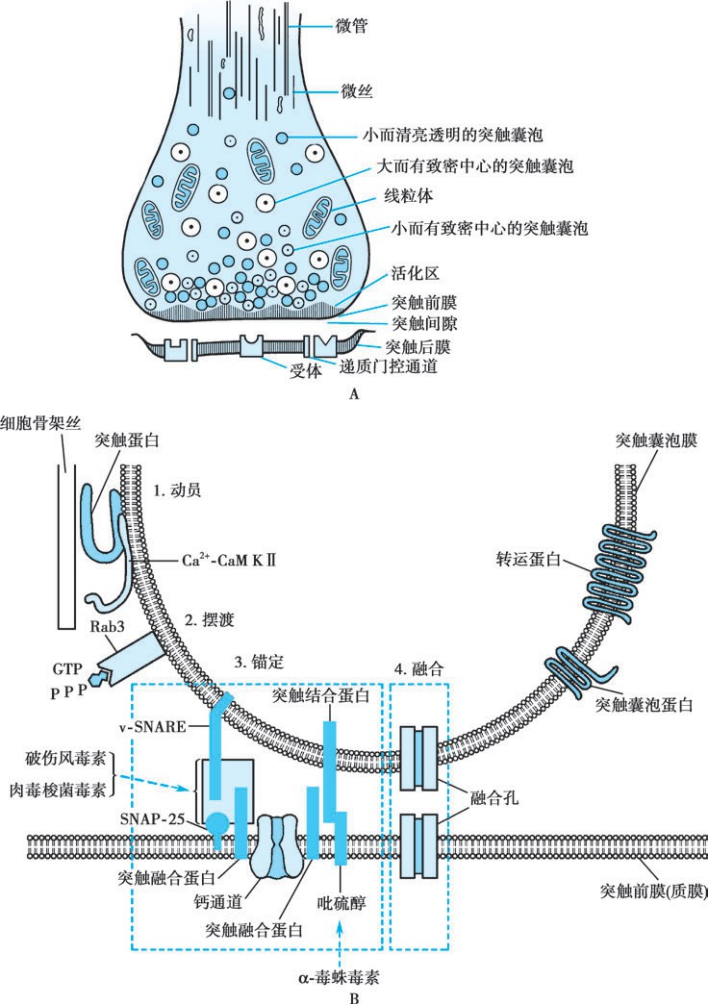 微管
微丝
小而清亮透明的突触囊泡
大而有致密中心的突触囊泡
线粒体
小而有致密中心的突触囊泡
活化区
突触前膜
突触间隙
突触后膜
递质门控通道
受体
A
细胞骨架丝
突触蛋白
突触囊泡膜
1. 动员
Ca²⁺-CaM KⅡ
转运蛋白
2. 摆渡
Rab3
GTP
P P P
3. 锚定
4. 融合
突触结合蛋白
突触囊泡蛋白
v-SNARE
破伤风毒素
肉毒梭菌毒素
融合孔
SNAP-25
突触融合蛋白
钙通道
突触融合蛋白
吡硫醇
突触前膜(质膜)
α-毒蛛毒素
B